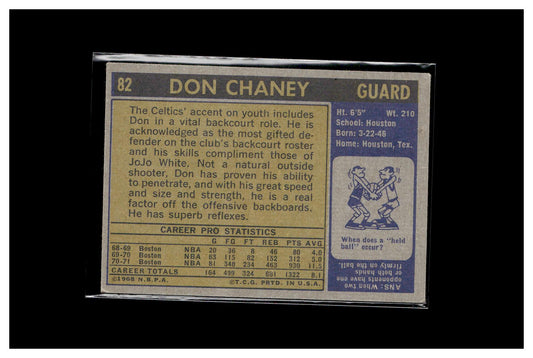 82 DON CHANEY GUARD
The Celtics' accent on youth includes
Don in a vital backcourt role. He is
acknowledged as the most gifted de-
fender on the club's backcourt roster
and his skills compliment those of
JoJo White. Not a natural outside
shooter, Don has proven his ability
to penetrate, and with his great speed
and size and strength, he is a real
factor off the offensive backboards.
He has superb reflexes.
Ht. 6'5" Wt. 210
School: Houston
Born: 3-22-46
Home: Houston, Tex.
When does a "held
ball" occur?
ANS: When two
opponents have one
or both hands
firmly on the ball.
CAREER PRO STATISTICS
G FG FT REB PTS AVG
68-69 Boston NBA 20 36 8 46 80 4.0
69-70 Boston NBA 63 115 82 152 312 5.0
70-71 Boston NBA 81 348 234 463 930 11.5
CAREER TOTALS 164 499 324 661 1322 8.1
©1968 N.B.P.A. ©T.C.G. PRTD. IN U.S.A.